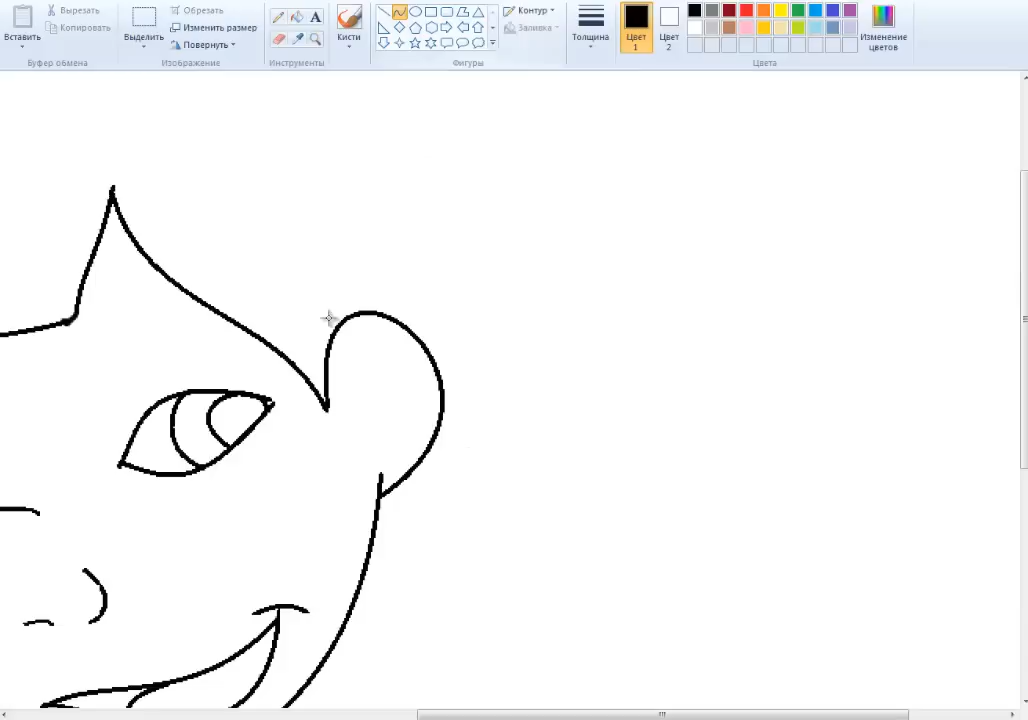 Вставить
Вырезать
Копировать
Буфер обмена
Выделить
Обрезать
Изменить размер
Повернуть
Изображение
A
Инструменты
Кисти
Фигуры
Контур
Заливка
Толщина
Цвет 1
Цвет 2
Цвета
Изменение цветов